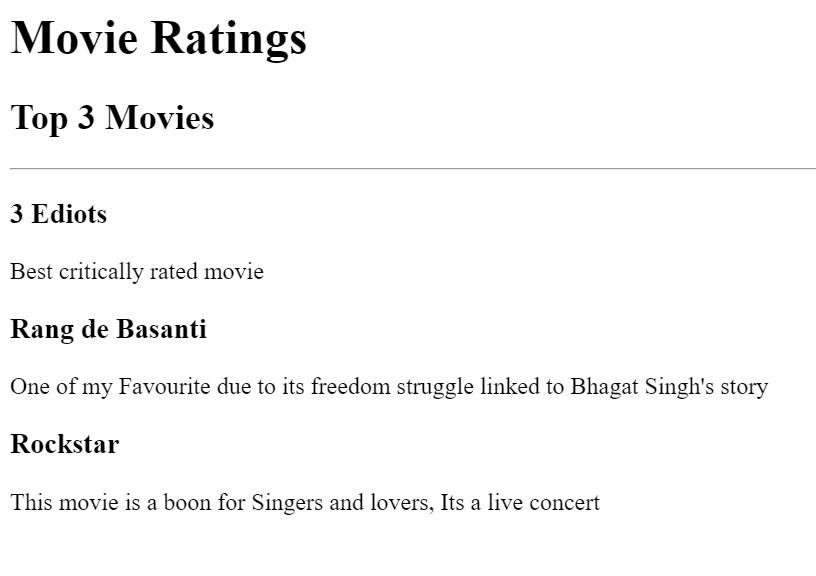 Movie Ratings
Top 3 Movies
3 Ediots
Best critically rated movie
Rang de Basanti
One of my Favourite due to its freedom struggle linked to Bhagat Singh's story
Rockstar
This movie is a boon for Singers and lovers, Its a live concert